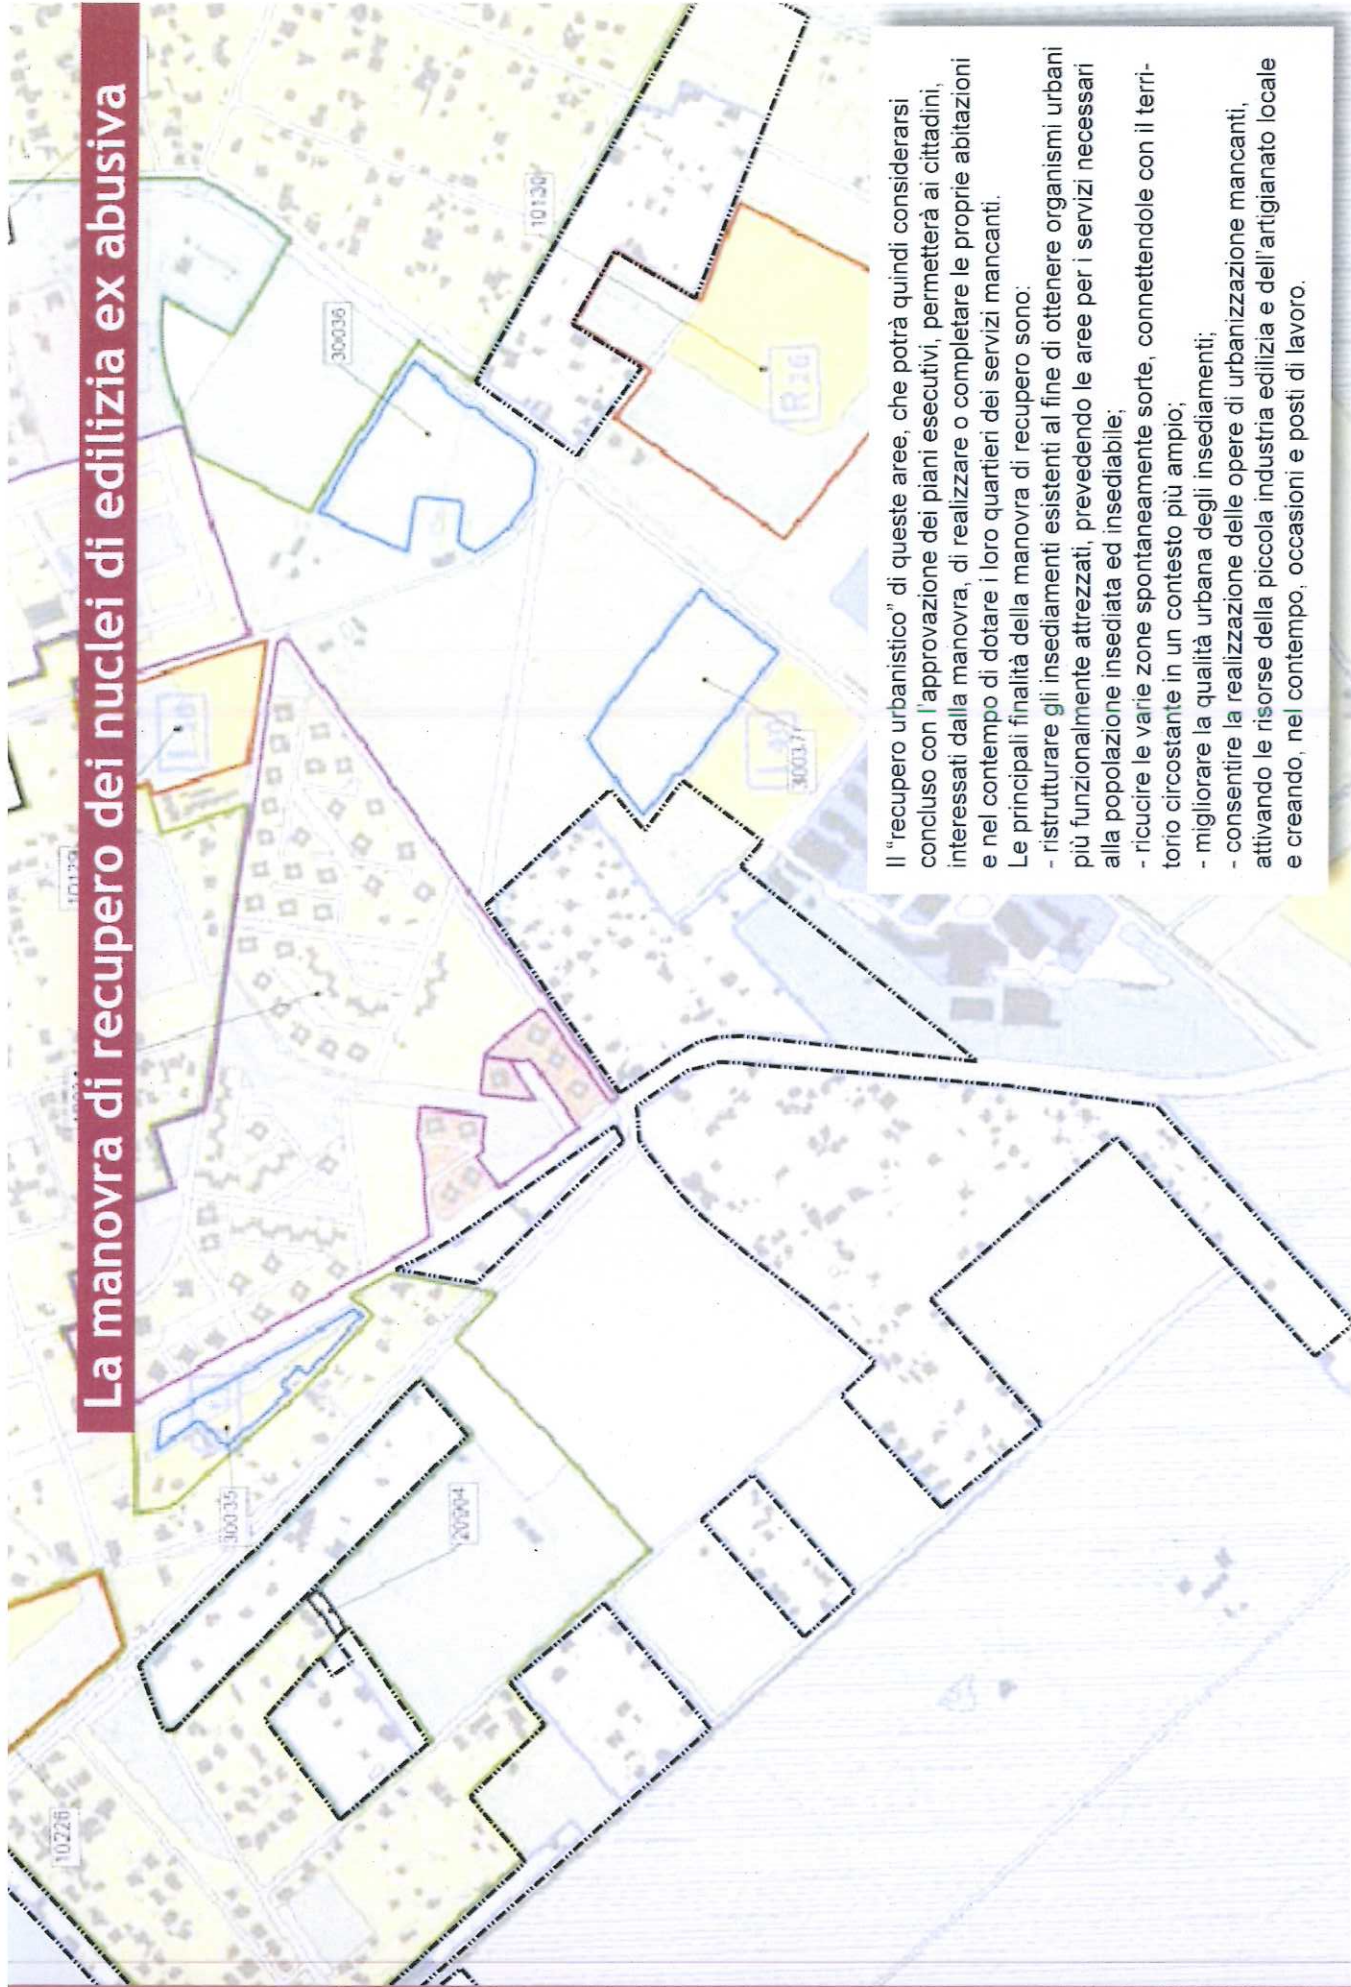 La manovra di recupero dei nuclei di edilizia ex abusiva
Il “recupero urbanistico” di queste aree, che potrà quindi considerarsi
concluso con l'approvazione dei piani esecutivi, permetterà ai cittadini,
interessati dalla manovra, di realizzare o completare le proprie abitazioni
e nel contempo di dotare i loro quartieri dei servizi mancanti.
Le principali finalità della manovra di recupero sono:
- ristrutturare gli insediamenti esistenti al fine di ottenere organismi urbani
più funzionalmente attrezzati, prevedendo le aree per i servizi necessari
alla popolazione insediata ed insediabile;
- ricucire le varie zone spontaneamente sorte, connettendole con il terri-
torio circostante in un contesto più ampio;
- migliorare la qualità urbana degli insediamenti;
- consentire la realizzazione delle opere di urbanizzazione mancanti,
attivando le risorse della piccola industria edilizia e dell'artigianato locale
e creando, nel contempo, occasioni e posti di lavoro.
10226
30035
20904
30036
10130
R 26
30037